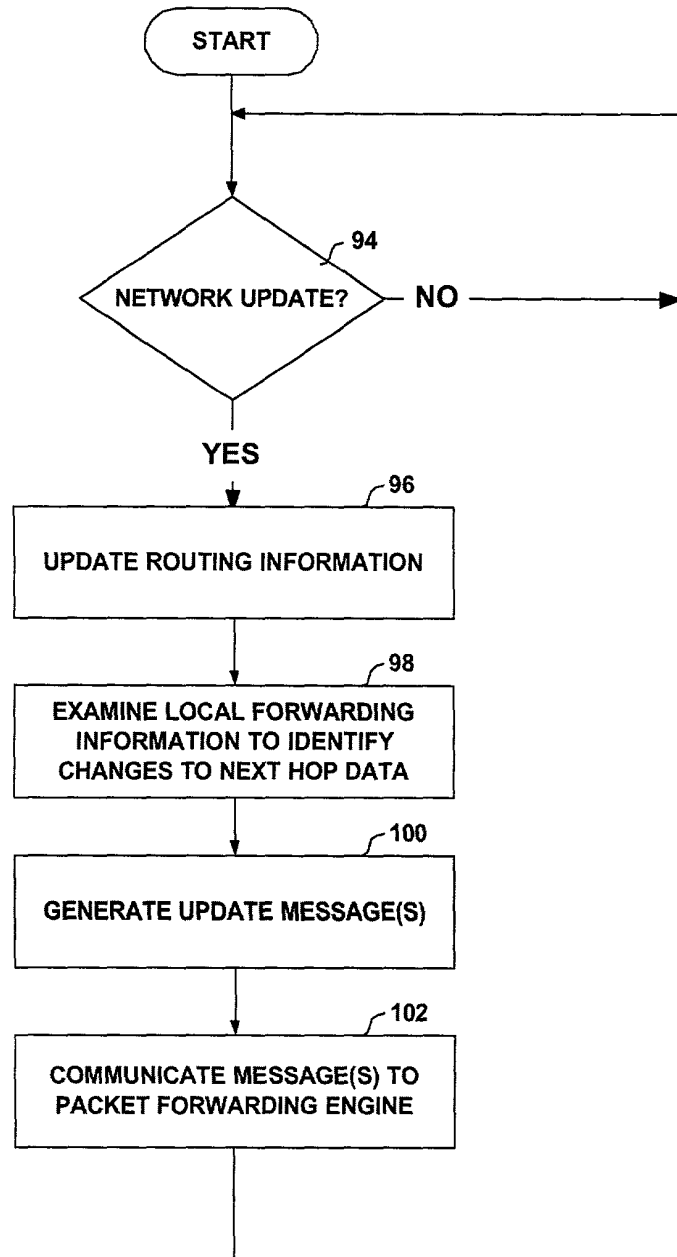 START
94
NETWORK UPDATE?
NO
YES
96
UPDATE ROUTING INFORMATION
98
EXAMINE LOCAL FORWARDING
INFORMATION TO IDENTIFY
CHANGES TO NEXT HOP DATA
100
GENERATE UPDATE MESSAGE(S)
102
COMMUNICATE MESSAGE(S) TO
PACKET FORWARDING ENGINE